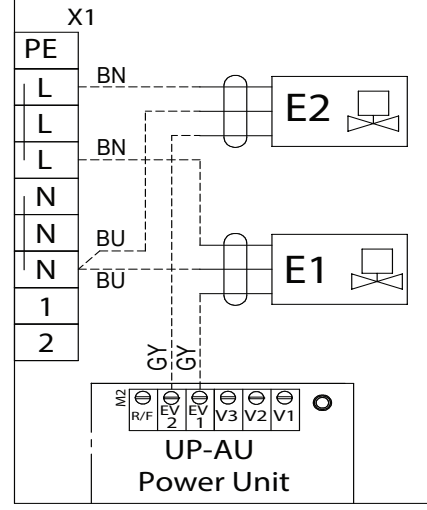 X1
PE
L
L
L
N
N
N
1
2
BN
BN
BU
BU
E2
E1
GY
GY
M2
R/F
EV 2
EV 1
V3
V2
V1
UP-AU
Power Unit